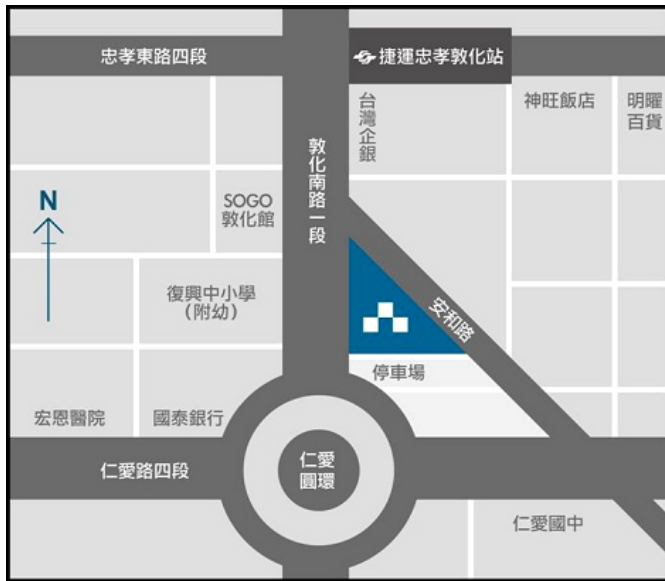 忠孝東路四段
捷運忠孝敦化站
台灣企銀
神旺飯店
明曜
百貨
敦化南路一段
N
SOGO
敦化館
復興中小學
(附幼)
安和路
停車場
宏恩醫院
國泰銀行
仁愛路四段
仁愛
圓環
仁愛國中